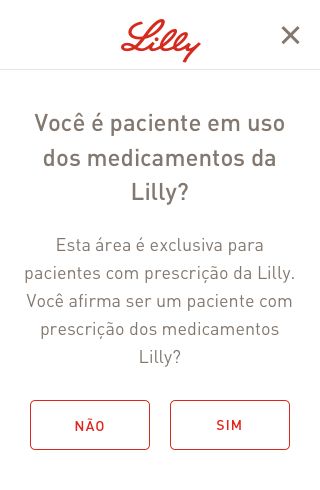 Lilly
Você é paciente em uso
dos medicamentos da
Lilly?
Esta área é exclusiva para
pacientes com prescrição da Lilly.
Você afirma ser um paciente com
prescrição dos medicamentos
Lilly?
NÃO SIM